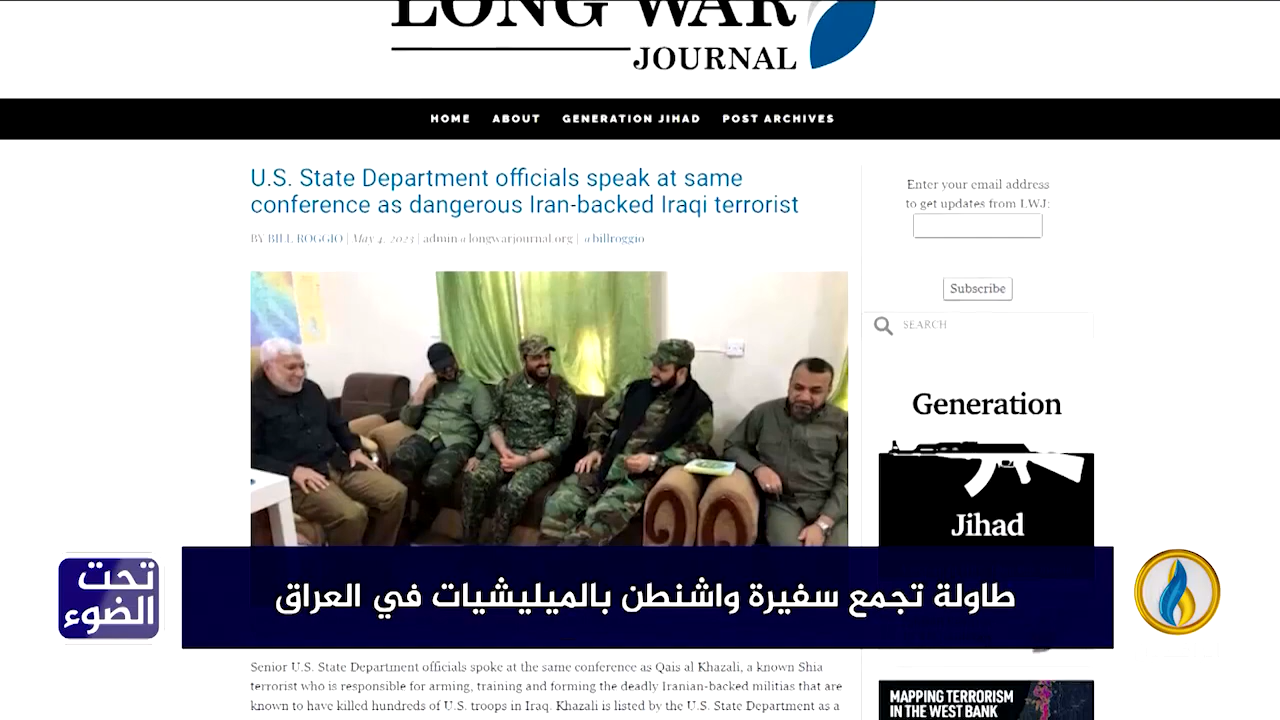 LONG WAR
JOURNAL
HOME ABOUT GENERATION JIHAD POST ARCHIVES
U.S. State Department officials speak at same
conference as dangerous Iran-backed Iraqi terrorist
BY BILL ROGGIO | May 4, 2023 | admin@longwarjournal.org | @billroggio
Enter your email address
to get updates from LWJ:
Subscribe
SEARCH
Generation
Jihad
تحت
الضوء
طاولة تجمع سفيرة واشنطن بالميليشيات في العراق
Senior U.S. State Department officials spoke at the same conference as Qais al Khazali, a known Shia
terrorist who is responsible for arming, training and forming the deadly Iranian-backed militias that are
known to have killed hundreds of U.S. troops in Iraq. Khazali is listed by the U.S. State Department as a
MAPPING TERRORISM
IN THE WEST BANK